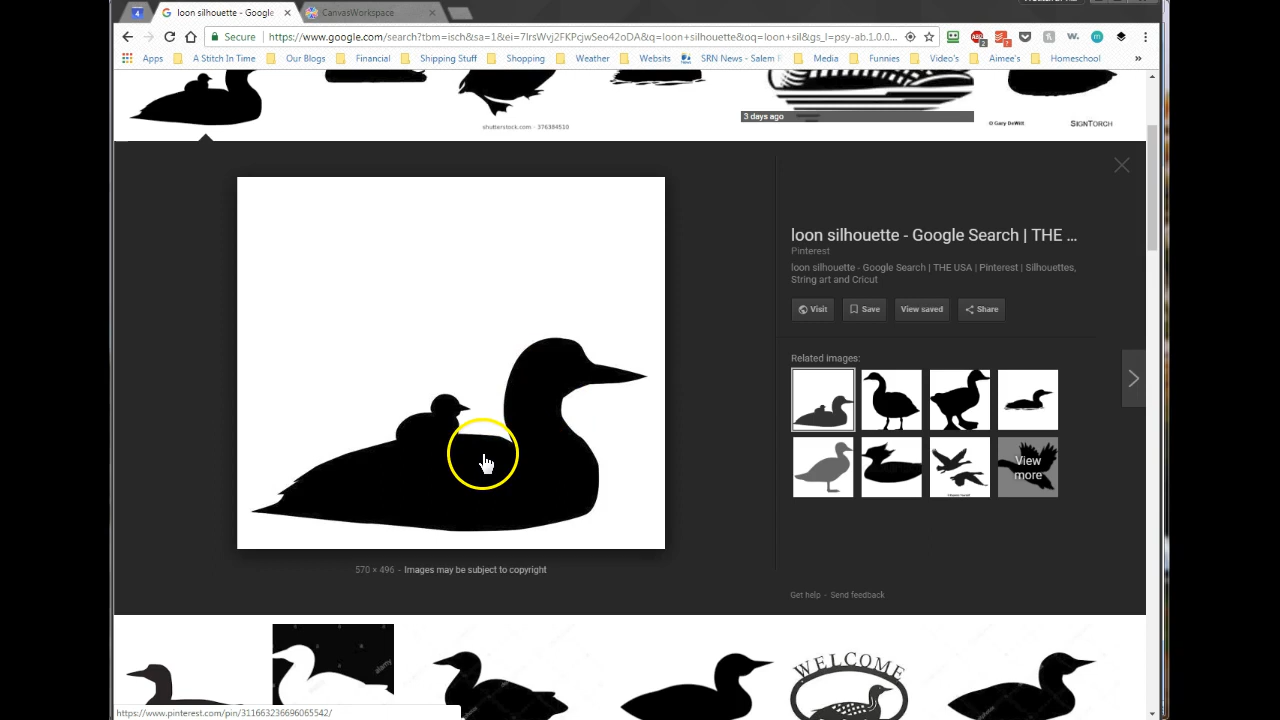 4
loon silhouette - Google
CanvasWorkspace
Secure
https://www.google.com/search?tbm=isch&sa=1&ei=7IrsWvj2FKPcjwSeo42oDA&q=loon+silhouette&oq=loon+sil&gs_l=psy-ab.1.0.0...
Apps
A Stitch In Time
Our Blogs
Financial
Shipping Stuff
Shopping
Weather
Websits
SRN News - Salem R
Media
Funnies
Video's
Aimee's
Homeschool
»
3 days ago
shutterstock.com - 376384510
© Gary DeWitt
SIGNTORCH
loon silhouette - Google Search | THE ...
Pinterest
loon silhouette - Google Search | THE USA | Pinterest | Silhouettes,
String art and Cricut
Visit
Save
View saved
Share
Related images:
View
more
570 × 496 - Images may be subject to copyright
Get help - Send feedback
alamy
WELCOME
https://www.pinterest.com/pin/311663236696065542/